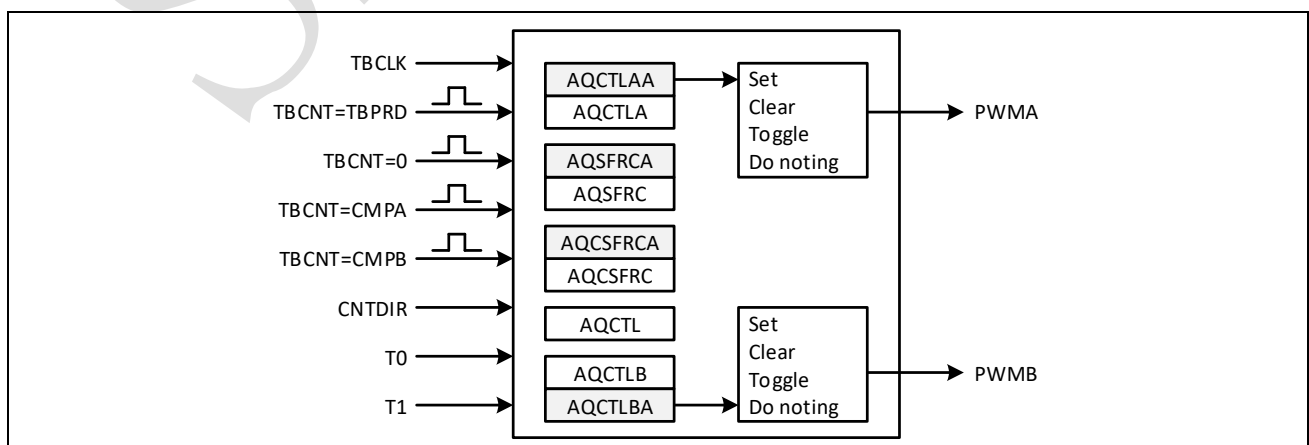 TBCLK
TBCNT=TBPRD
TBCNT=0
TBCNT=CMPA
TBCNT=CMPB
CNTDIR
T0
T1
AQCTLAA
AQCTLA
AQSFRCA
AQSFRC
AQCSFRCA
AQCSFRC
AQCTL
AQCTLB
AQCTLBA
Set
Clear
Toggle
Do noting
PWMA
Set
Clear
Toggle
Do noting
PWMB